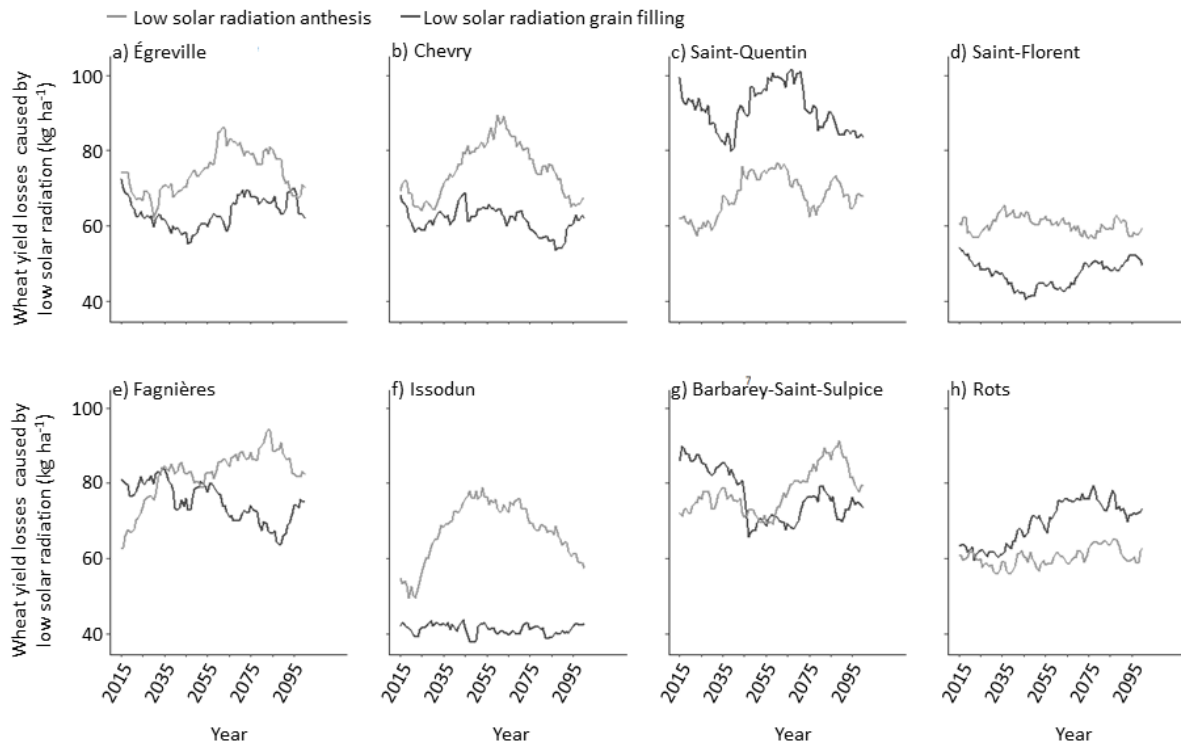 Low solar radiation anthesis Low solar radiation grain filling
a) Égreville b) Chevry c) Saint-Quentin d) Saint-Florent
Wheat yield losses caused by
low solar radiation (kg ha⁻¹)
100
80
60
40
7
e) Fagnières f) Issodun g) Barbarey-Saint-Sulpice h) Rots
Wheat yield losses caused by
low solar radiation (kg ha⁻¹)
100
80
60
40
2015 2035 2055 2075 2095 2015 2035 2055 2075 2095 2015 2035 2055 2075 2095 2015 2035 2055 2075 2095
Year Year Year Year